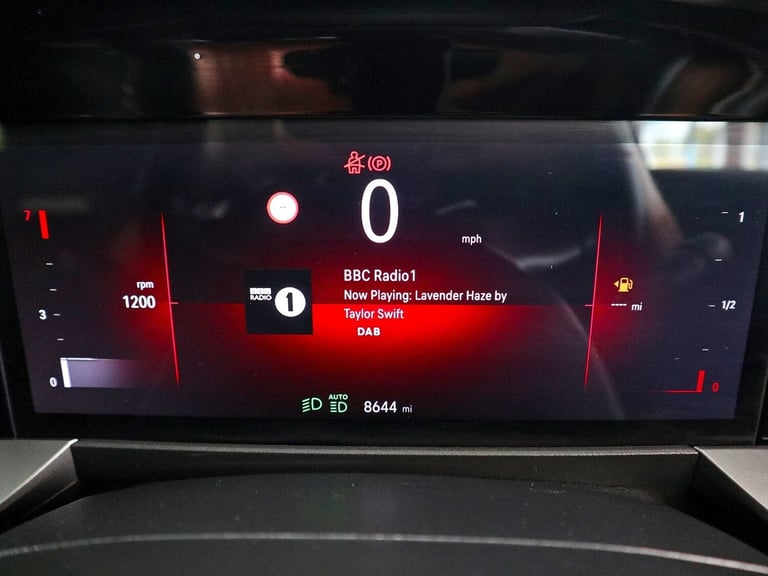 0
mph
7
3
0
rpm
1200
BBC
RADIO
1
BBC Radio1
Now Playing: Lavender Haze by
Taylor Swift
DAB
P
1
1/2
0
---- mi
AUTO
8644 mi